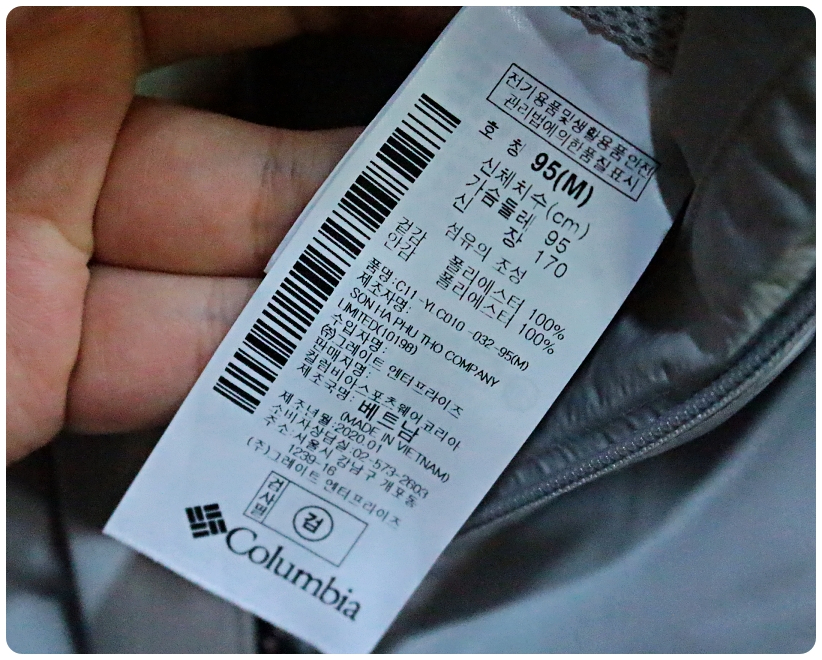 전기용품및생활용품안전
관리법에의한품질표시
호 칭 95(M)
신체치수(cm)
가슴둘레 95
신 장 170
섬유의 조성
겉감 폴리에스터 100%
안감 폴리에스터 100%
품명:C11-YLC010-032-95(M)
제조자명:
SON HA PHU THO COMPANY
LIMITED(10198)
수입자명:
㈜그레이트 엔터프라이즈
판매자명:
컬럼비아스포츠웨어코리아
제조국명: 베트남
(MADE IN VIETNAM)
제조년월:2020.01
소비자상담실:02-573-2603
주소:서울시 강남구 개포동
1239-16
(주)그레이트 엔터프라이즈
검사필 검
Columbia